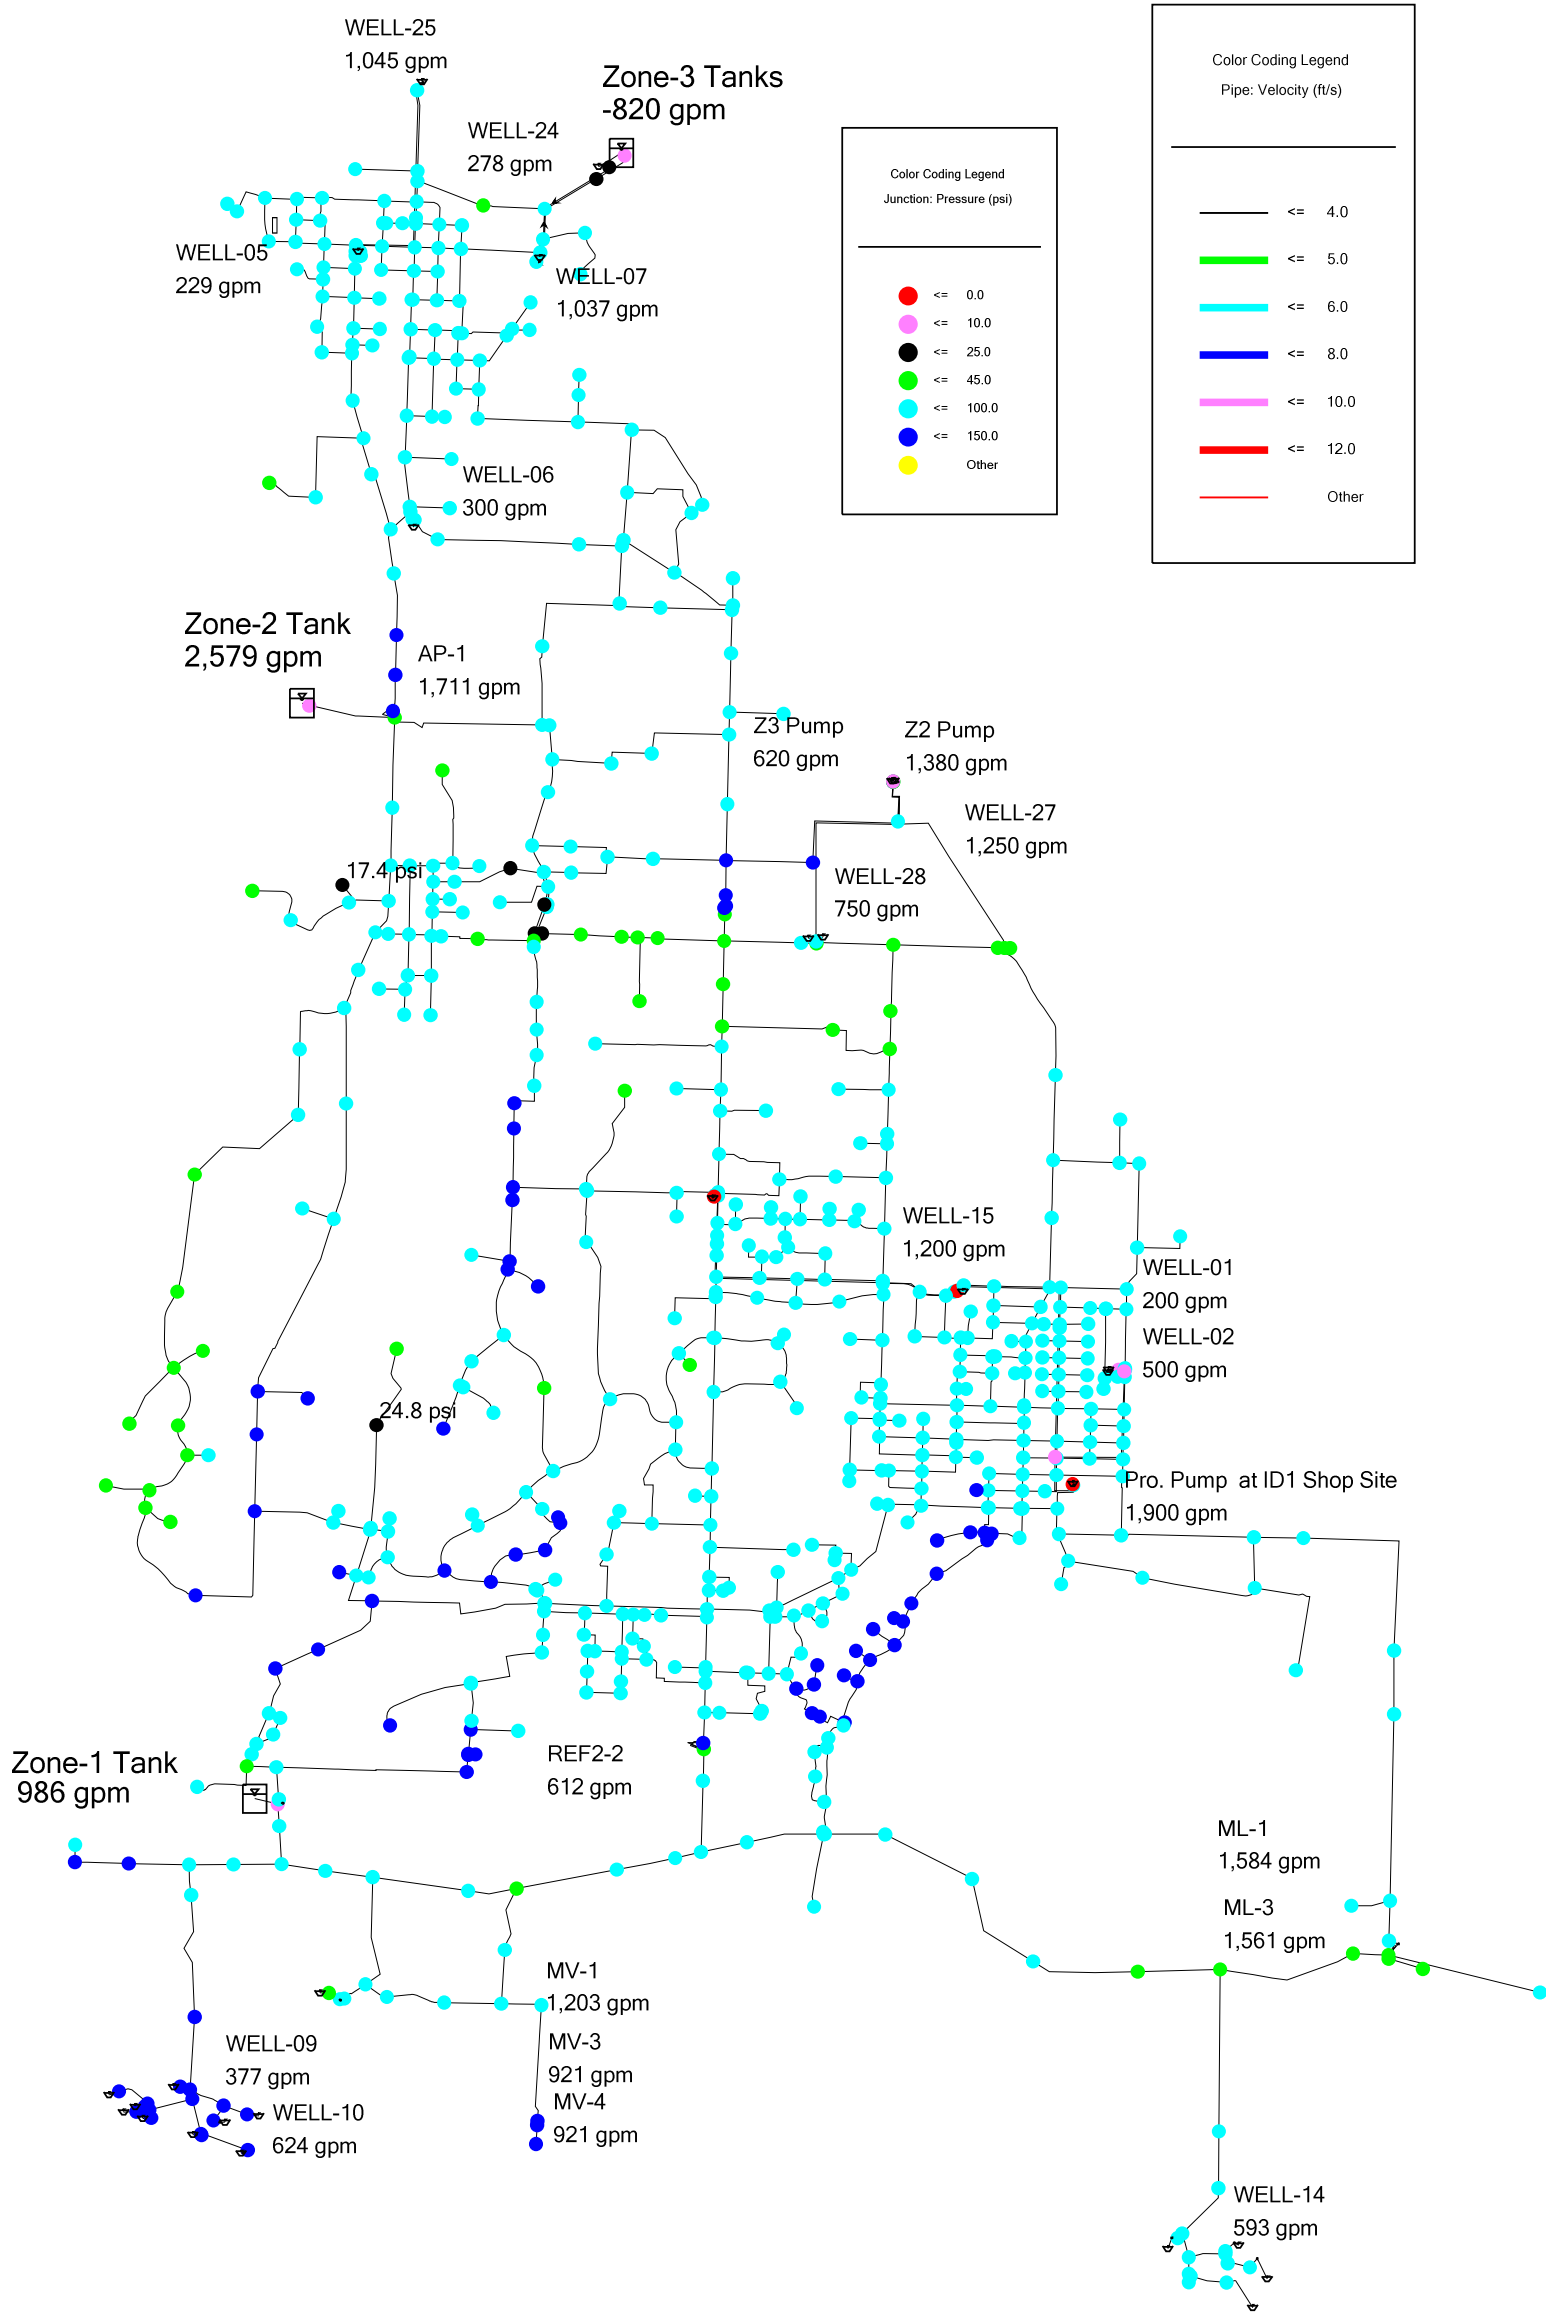 WELL-25
1,045 gpm
Zone-3 Tanks
-820 gpm
WELL-24
278 gpm
WELL-05
229 gpm
WELL-07
1,037 gpm
Color Coding Legend
Junction: Pressure (psi)
<= 0.0
<= 10.0
<= 25.0
<= 45.0
<= 100.0
<= 150.0
Other
Color Coding Legend
Pipe: Velocity (ft/s)
<= 4.0
<= 5.0
<= 6.0
<= 8.0
<= 10.0
<= 12.0
Other
WELL-06
300 gpm
Zone-2 Tank
2,579 gpm
AP-1
1,711 gpm
Z3 Pump
620 gpm
Z2 Pump
1,380 gpm
WELL-27
1,250 gpm
17.4 psi
WELL-28
750 gpm
WELL-15
1,200 gpm
WELL-01
200 gpm
WELL-02
500 gpm
24.8 psi
Pro. Pump at ID1 Shop Site
1,900 gpm
Zone-1 Tank
986 gpm
REF2-2
612 gpm
ML-1
1,584 gpm
ML-3
1,561 gpm
MV-1
1,203 gpm
MV-3
921 gpm
MV-4
921 gpm
WELL-09
377 gpm
WELL-10
624 gpm
WELL-14
593 gpm